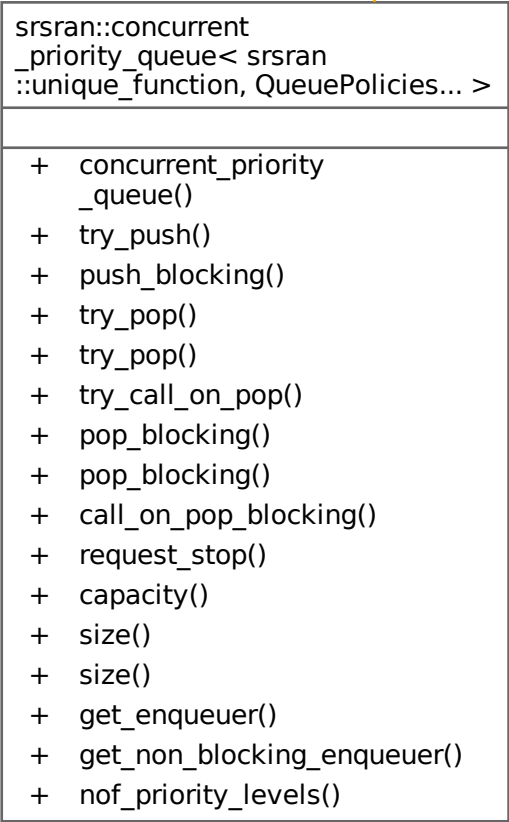 srsran::concurrent
_priority_queue< srsran
::unique_function, QueuePolicies... >
+ concurrent_priority
_queue()
+ try_push()
+ push_blocking()
+ try_pop()
+ try_pop()
+ try_call_on_pop()
+ pop_blocking()
+ pop_blocking()
+ call_on_pop_blocking()
+ request_stop()
+ capacity()
+ size()
+ size()
+ get_enqueuer()
+ get_non_blocking_enqueuer()
+ nof_priority_levels()